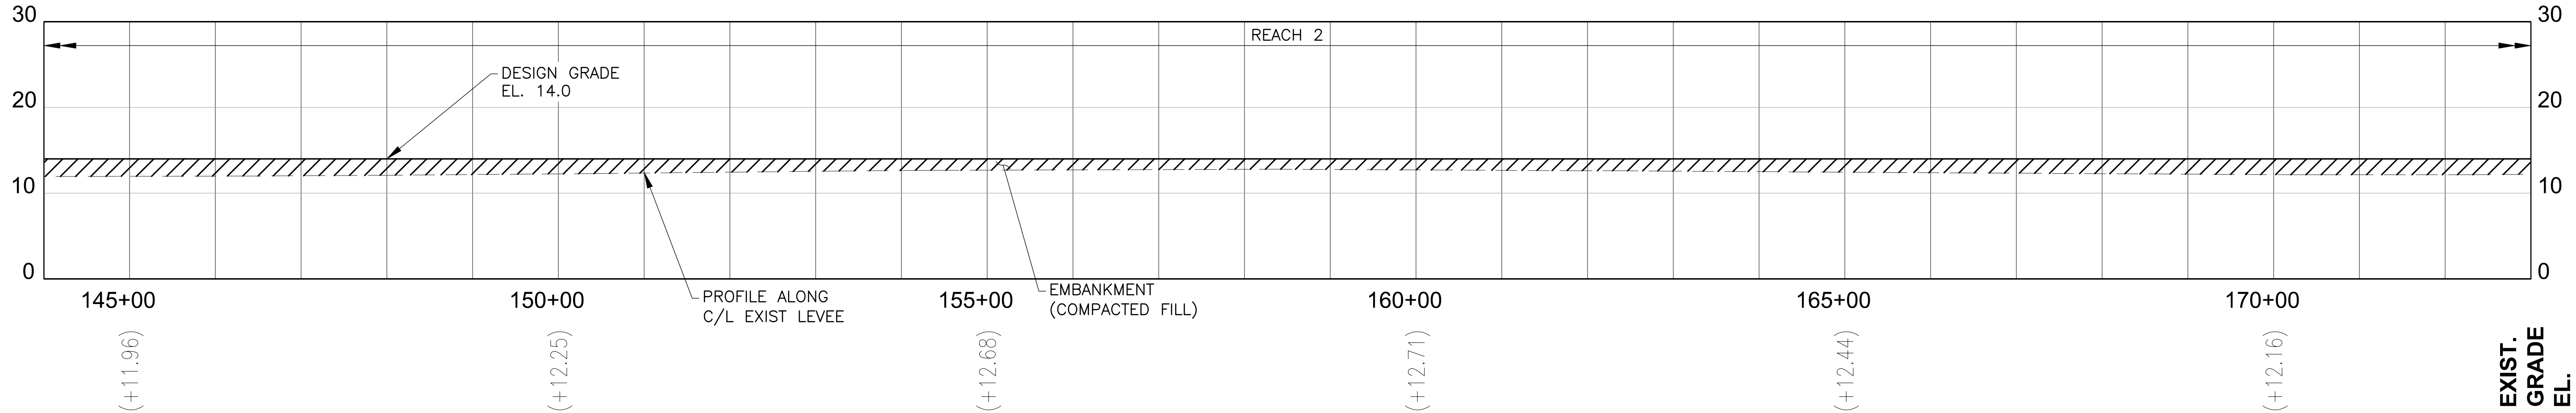 30
30
REACH 2
DESIGN GRADE
EL. 14.0
20
20
10
10
0
0
145+00
150+00
155+00
160+00
165+00
170+00
PROFILE ALONG
C/L EXIST LEVEE
EMBANKMENT
(COMPACTED FILL)
(+11.96)
(+12.25)
(+12.68)
(+12.71)
(+12.44)
(+12.16)
EXIST.
GRADE
EL.